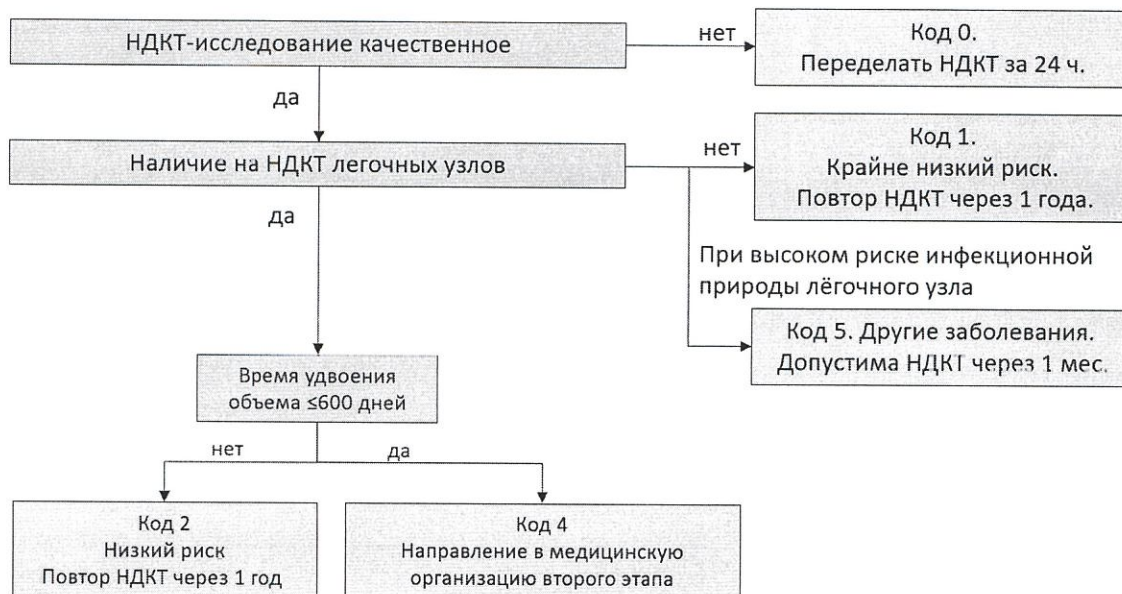 НДКТ-исследование качественное
нет
Код 0.
Переделать НДКТ за 24 ч.
да
Наличие на НДКТ легочных узлов
нет
Код 1.
Крайне низкий риск.
Повтор НДКТ через 1 года.
да
При высоком риске инфекционной
природы лёгочного узла
Код 5. Другие заболевания.
Допустима НДКТ через 1 мес.
Время удвоения
объема ≤600 дней
нет
да
Код 2
Низкий риск
Повтор НДКТ через 1 год
Код 4
Направление в медицинскую
организацию второго этапа